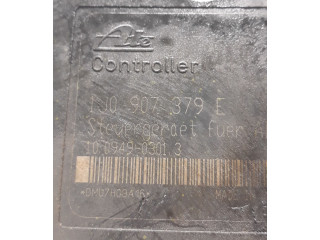 Ate
Controller
1J0 907 379 E
Steuergeraet fuer
10.0949-0301.3